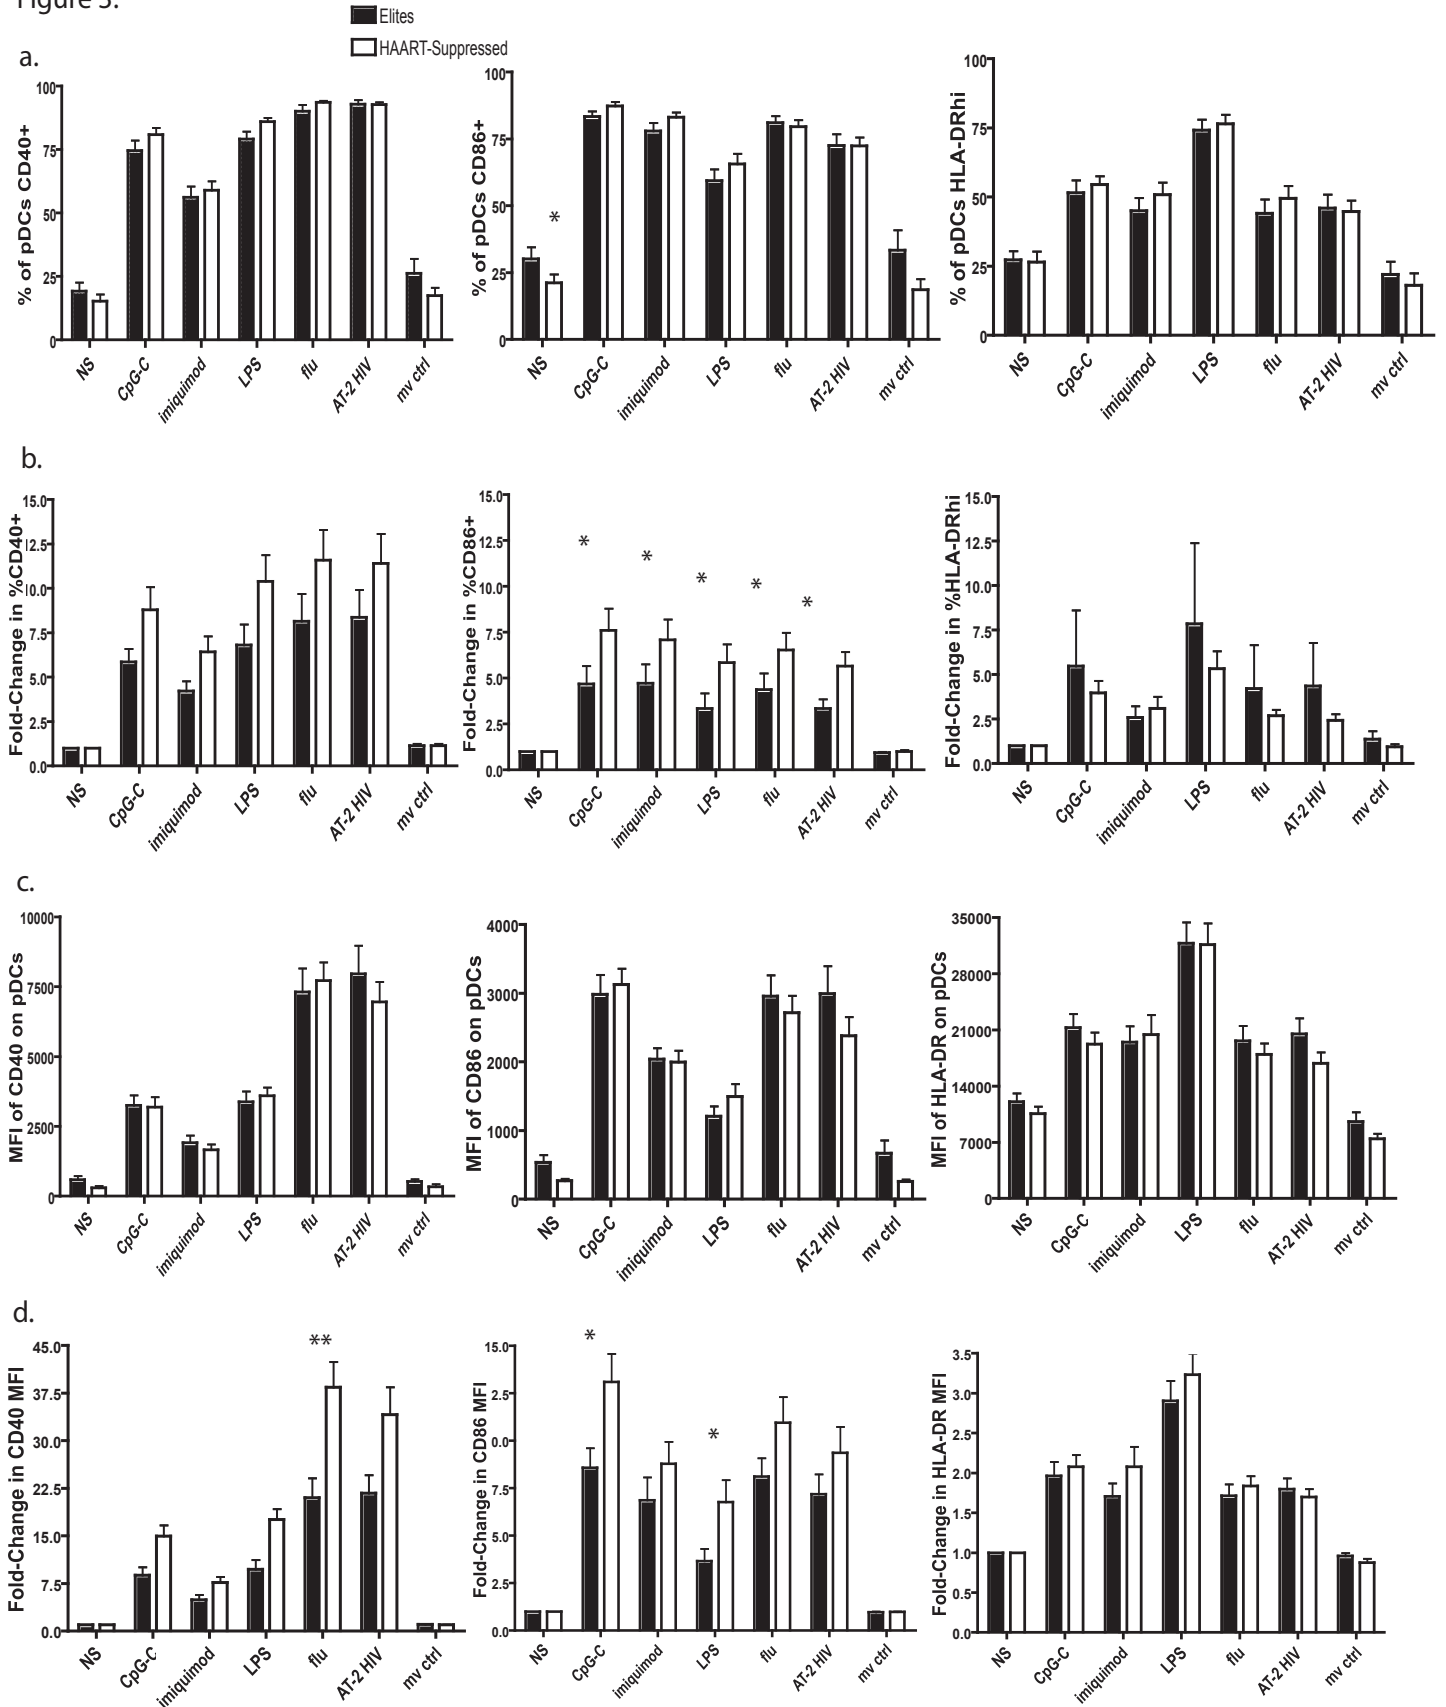 Figure 3.
Elites
HAART-Suppressed
a.
% of pDCs CD40+
100
75
50
25
0
NS
CpG-C
imiquimod
LPS
flu
AT-2 HIV
mv ctrl
% of pDCs CD86+
100
75
50
25
0
*
NS
CpG-C
imiquimod
LPS
flu
AT-2 HIV
mv ctrl
% of pDCs HLA-DRhi
100
75
50
25
0
NS
CpG-C
imiquimod
LPS
flu
AT-2 HIV
mv ctrl
b.
Fold-Change in %CD40+
15.0
2.5
0.0
7.5
5.0
2.5
0.0
NS
CpG-C
imiquimod
LPS
flu
AT-2 HIV
mv ctrl
Fold-Change in %CD86+
15.0
12.5
10.0
7.5
5.0
2.5
0.0
*
*
*
*
*
NS
CpG-C
imiquimod
LPS
flu
AT-2 HIV
mv ctrl
Fold-Change in %HLA-DRhi
15.0
12.5
10.0
7.5
5.0
2.5
0.0
NS
CpG-C
imiquimod
LPS
flu
AT-2 HIV
mv ctrl
c.
MFI of CD40 on pDCs
10000
7500
5000
2500
0
NS
CpG-C
imiquimod
LPS
flu
AT-2 HIV
mv ctrl
MFI of CD86 on pDCs
4000
3000
2000
1000
0
NS
CpG-C
imiquimod
LPS
flu
AT-2 HIV
mv ctrl
MFI of HLA-DR on pDCs
35000
28000
21000
14000
7000
0
NS
CpG-C
imiquimod
LPS
flu
AT-2 HIV
mv ctrl
d.
Fold-Change in CD40 MFI
45.0
37.5
30.0
22.5
15.0
7.5
0.0
**
NS
CpG-C
imiquimod
LPS
flu
AT-2 HIV
mv ctrl
Fold-Change in CD86 MFI
15.0
2.5
0.0
7.5
5.0
2.5
0.0
*
*
NS
CpG-C
imiquimod
LPS
flu
AT-2 HIV
mv ctrl
Fold-Change in HLA-DR MFI
3.5
3.0
2.5
2.0
1.5
1.0
0.5
0.0
NS
CpG-C
imiquimod
LPS
flu
AT-2 HIV
mv ctrl